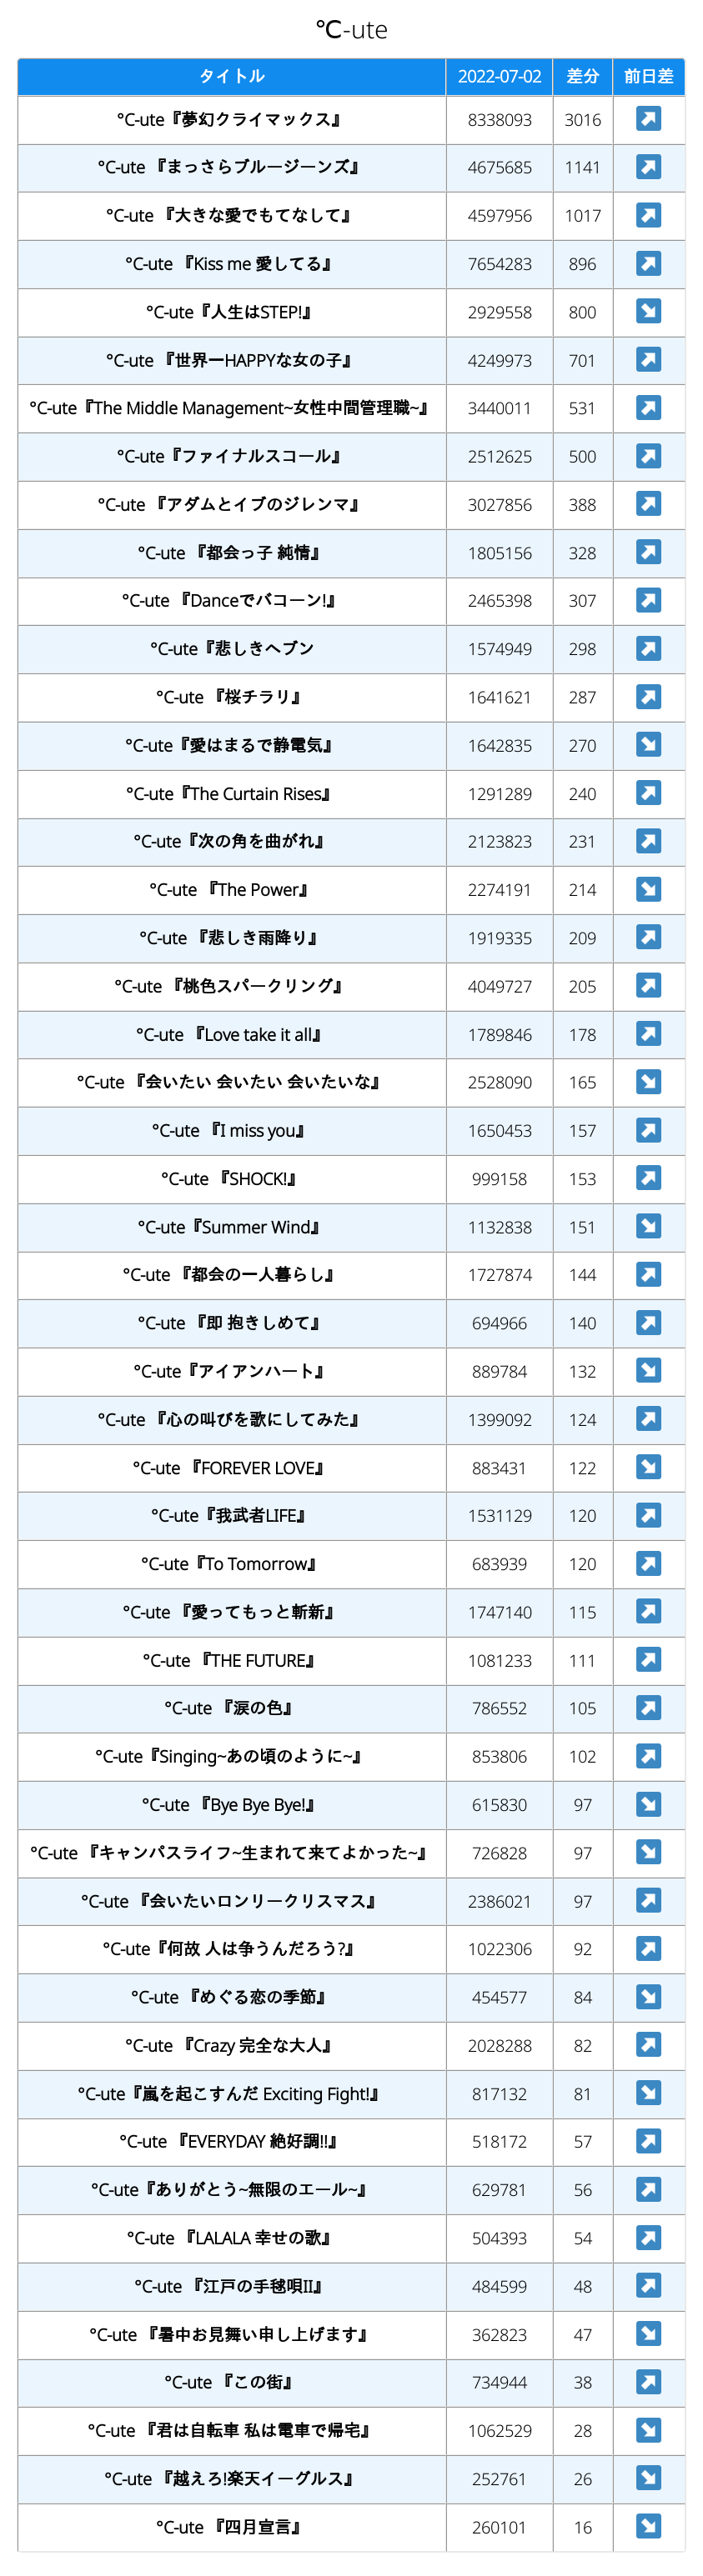 ℃-ute
タイトル 2022-07-02 差分 前日差
°C-ute『夢幻クライマックス』 8338093 3016 ↗
°C-ute 『まっさらブルージーンズ』 4675685 1141 ↗
°C-ute 『大きな愛でもてなして』 4597956 1017 ↗
°C-ute 『Kiss me 愛してる』 7654283 896 ↗
°C-ute『人生はSTEP!』 2929558 800 ↘
°C-ute 『世界一HAPPYな女の子』 4249973 701 ↗
°C-ute『The Middle Management~女性中間管理職~』 3440011 531 ↗
°C-ute『ファイナルスコール』 2512625 500 ↗
°C-ute 『アダムとイブのジレンマ』 3027856 388 ↗
°C-ute 『都会っ子 純情』 1805156 328 ↗
°C-ute 『Danceでバコーン!』 2465398 307 ↗
°C-ute『悲しきヘブン 1574949 298 ↗
°C-ute 『桜チラリ』 1641621 287 ↗
°C-ute『愛はまるで静電気』 1642835 270 ↘
°C-ute『The Curtain Rises』 1291289 240 ↗
°C-ute『次の角を曲がれ』 2123823 231 ↗
°C-ute 『The Power』 2274191 214 ↘
°C-ute 『悲しき雨降り』 1919335 209 ↗
°C-ute 『桃色スパークリング』 4049727 205 ↗
°C-ute 『Love take it all』 1789846 178 ↗
°C-ute 『会いたい 会いたい 会いたいな』 2528090 165 ↘
°C-ute 『I miss you』 1650453 157 ↗
°C-ute 『SHOCK!』 999158 153 ↗
°C-ute『Summer Wind』 1132838 151 ↘
°C-ute 『都会の一人暮らし』 1727874 144 ↗
°C-ute 『即 抱きしめて』 694966 140 ↗
°C-ute『アイアンハート』 889784 132 ↘
°C-ute 『心の叫びを歌にしてみた』 1399092 124 ↗
°C-ute 『FOREVER LOVE』 883431 122 ↘
°C-ute『我武者LIFE』 1531129 120 ↗
°C-ute『To Tomorrow』 683939 120 ↗
°C-ute 『愛ってもっと斬新』 1747140 115 ↗
°C-ute 『THE FUTURE』 1081233 111 ↗
°C-ute 『涙の色』 786552 105 ↗
°C-ute『Singing~あの頃のように~』 853806 102 ↗
°C-ute 『Bye Bye Bye!』 615830 97 ↘
°C-ute 『キャンパスライフ~生まれて来てよかった~』 726828 97 ↘
°C-ute 『会いたいロンリークリスマス』 2386021 97 ↗
°C-ute『何故 人は争うんだろう?』 1022306 92 ↗
°C-ute 『めぐる恋の季節』 454577 84 ↘
°C-ute 『Crazy 完全な大人』 2028288 82 ↗
°C-ute『嵐を起こすんだ Exciting Fight!』 817132 81 ↘
°C-ute 『EVERYDAY 絶好調!!』 518172 57 ↗
°C-ute『ありがとう~無限のエール~』 629781 56 ↗
°C-ute 『LALALA 幸せの歌』 504393 54 ↗
°C-ute 『江戸の手毬唄II』 484599 48 ↗
°C-ute 『暑中お見舞い申し上げます』 362823 47 ↘
°C-ute 『この街』 734944 38 ↗
°C-ute 『君は自転車 私は電車で帰宅』 1062529 28 ↘
°C-ute 『越えろ!楽天イーグルス』 252761 26 ↘
°C-ute 『四月宣言』 260101 16 ↘